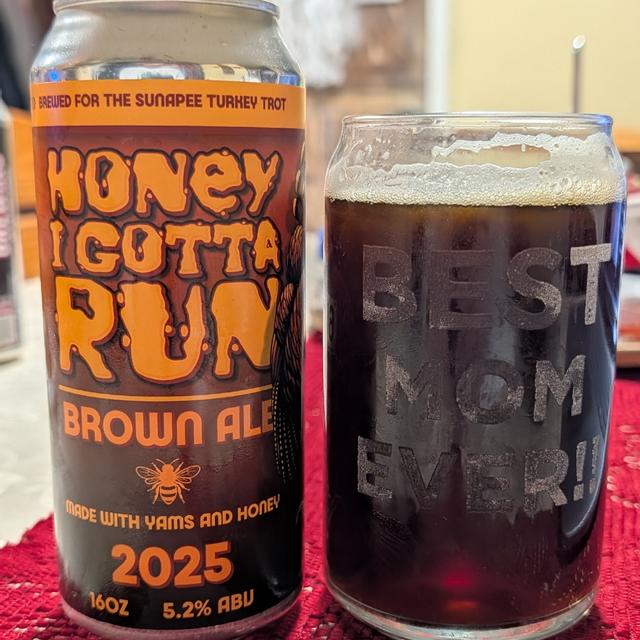 BREWED FOR THE SUNAPEE TURKEY TROT
HONEY
I GOTTA
RUN
BROWN ALE
MADE WITH YAMS AND HONEY
2025
16OZ 5.2% ABV
BEST
MOM
EVER!!